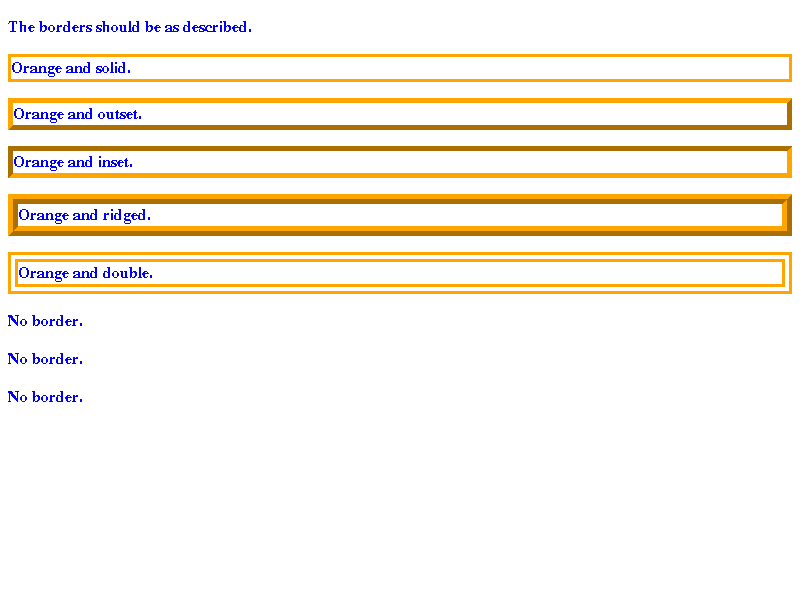 The borders should be as described.
Orange and solid.
Orange and outset.
Orange and inset.
Orange and ridged.
Orange and double.
No border.
No border.
No border.